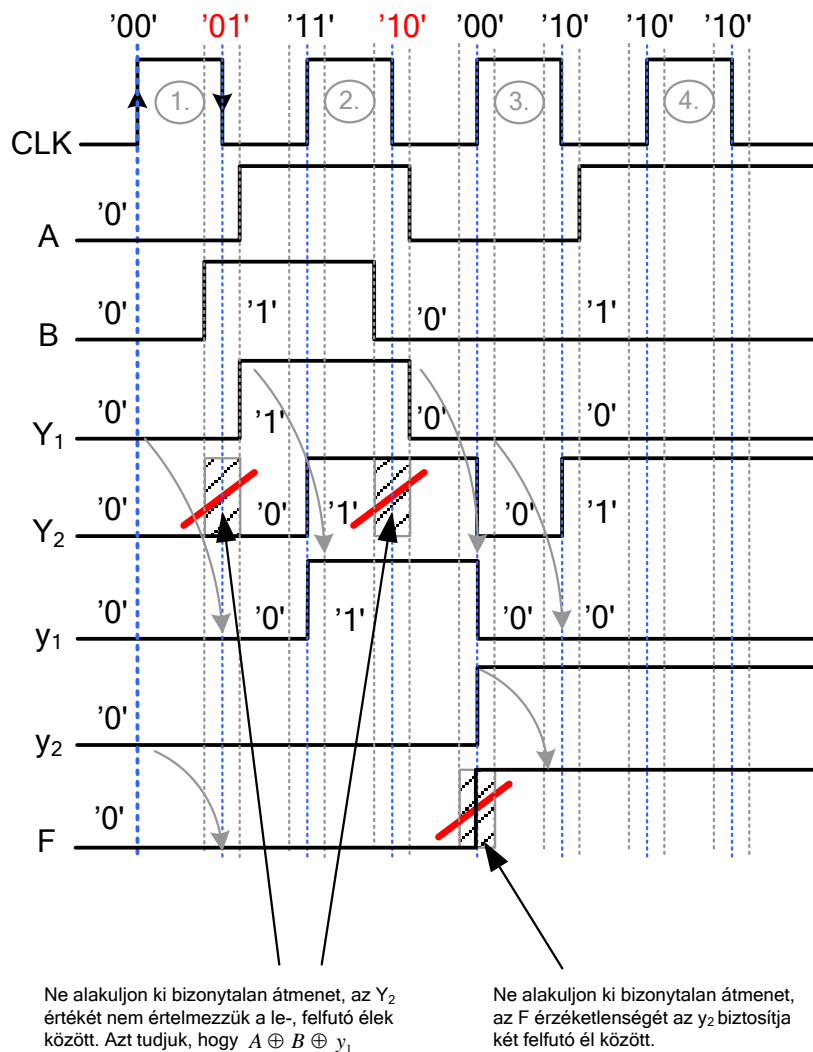 '00' '01' '11' '10' '00' '10' '10' '10'
1. 2. 3. 4.
CLK
'0'
A
'0' '1' '0' '1'
B
'0' '1' '0' '0'
Y₁
'0' '0' '1' '0' '1'
Y₂
'0' '0' '1' '0' '0'
y₁
'0'
y₂
'0'
F
Ne alakuljon ki bizonytalan átmenet, az Y₂
értékét nem értelmezzük a le-, felfutó élek
között. Azt tudjuk, hogy A ⊕ B ⊕ y₁
Ne alakuljon ki bizonytalan átmenet,
az F érzéketlenségét az y₂ biztosítja
két felfutó él között.